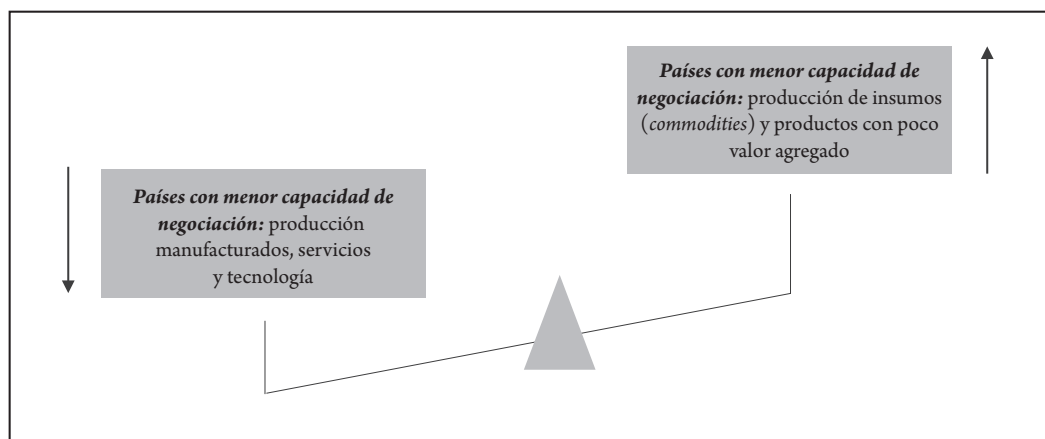 Países con menor capacidad de
negociación: producción de insumos
(commodities) y productos con poco
valor agregado
Países con menor capacidad de
negociación: producción
manufacturados, servicios
y tecnología